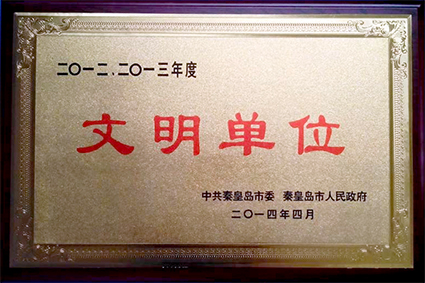 二〇一二、二〇一三年度
文明单位
中共秦皇岛市委 秦皇岛市人民政府
二〇一四年四月